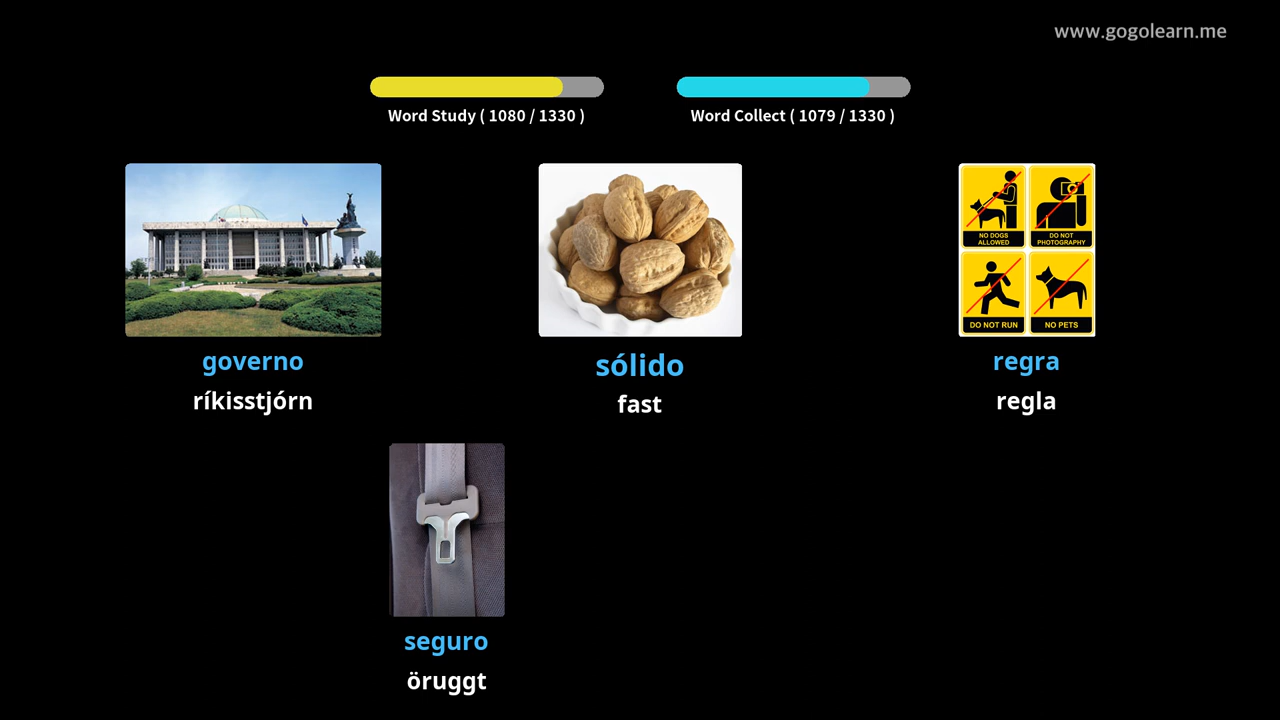 www.gogolearn.me
Word Study ( 1080 / 1330 )
Word Collect ( 1079 / 1330 )
NO DOGS
ALLOWED
DO NOT
PHOTOGRAPHY
DO NOT RUN
NO PETS
governo
ríkisstjórn
sólido
fast
regra
regla
seguro
öruggt